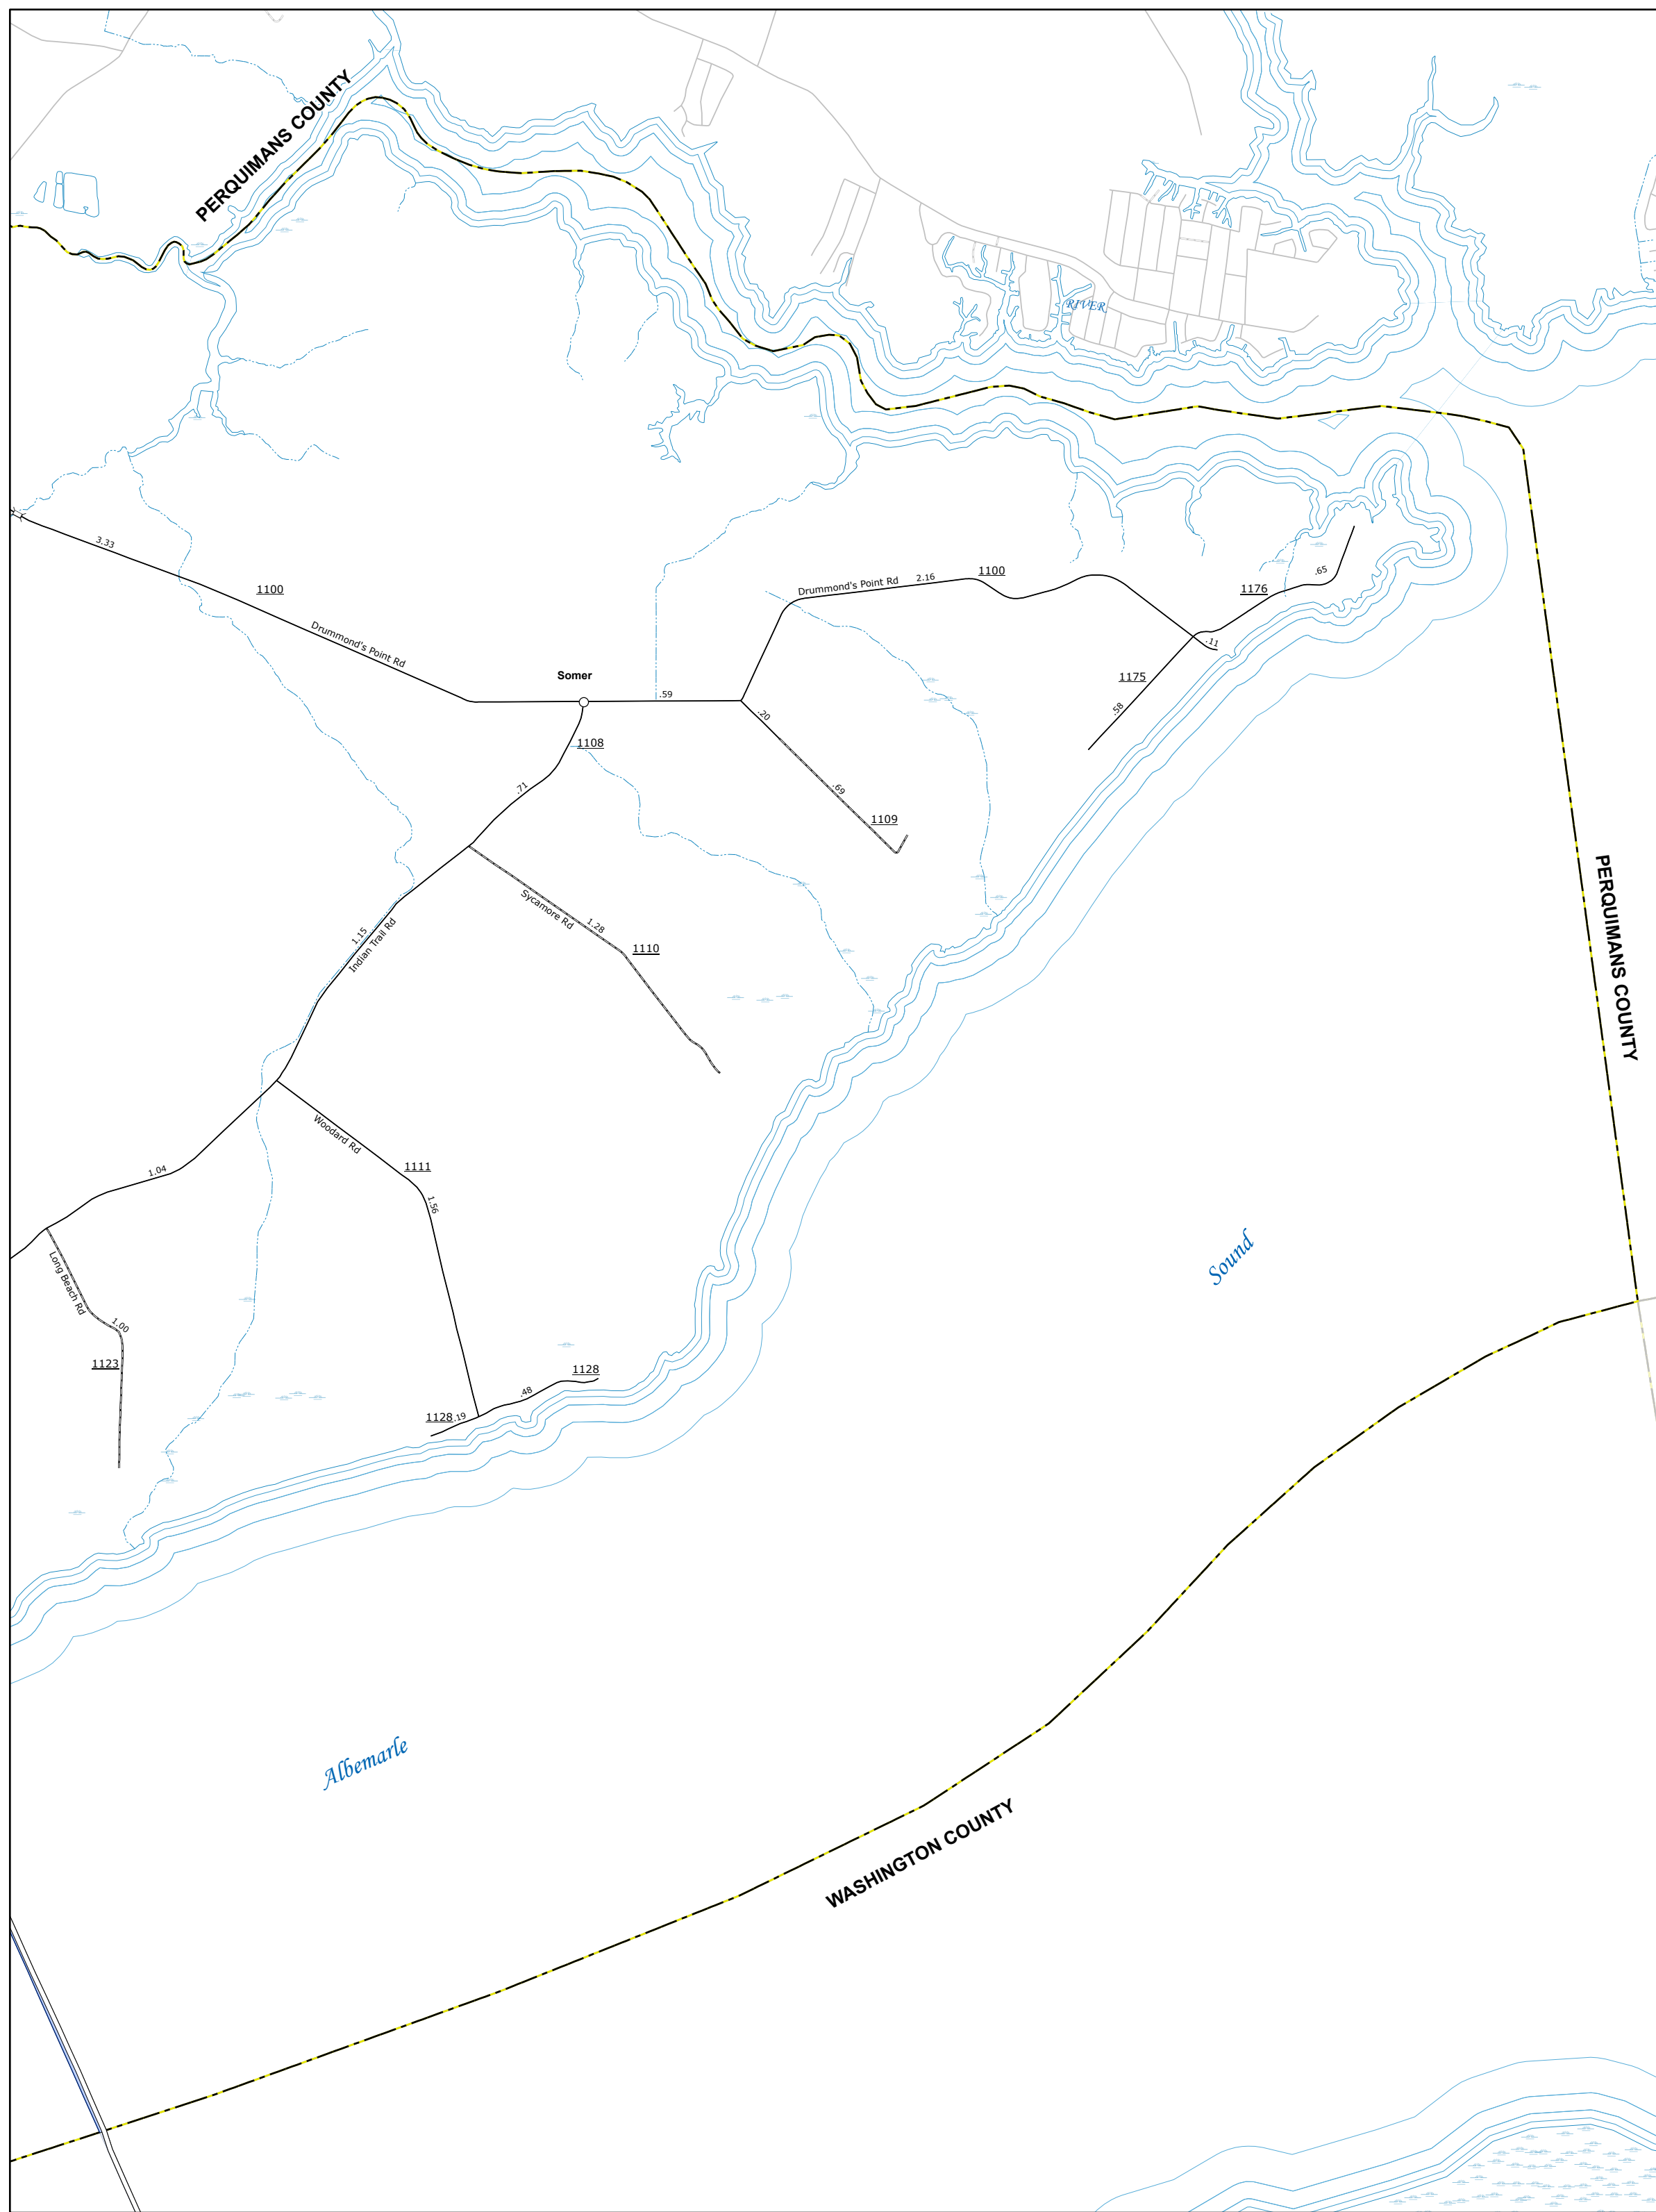 PERQUIMANS COUNTY
RIVER
3.33
1100
Drummond's Point Rd
Drummond's Point Rd
2.16
1100
.65
1176
.11
1175
.58
Somer
.59
.20
1108
.71
.69
1109
Sycamore Rd
1.28
1110
1.15
Indian Trail Rd
PERQUIMANS COUNTY
Woodard Rd
1111
1.04
1.56
Long Beach Rd
1.00
1123
1128
.48
1128
.19
Sound
Albemarle
WASHINGTON COUNTY